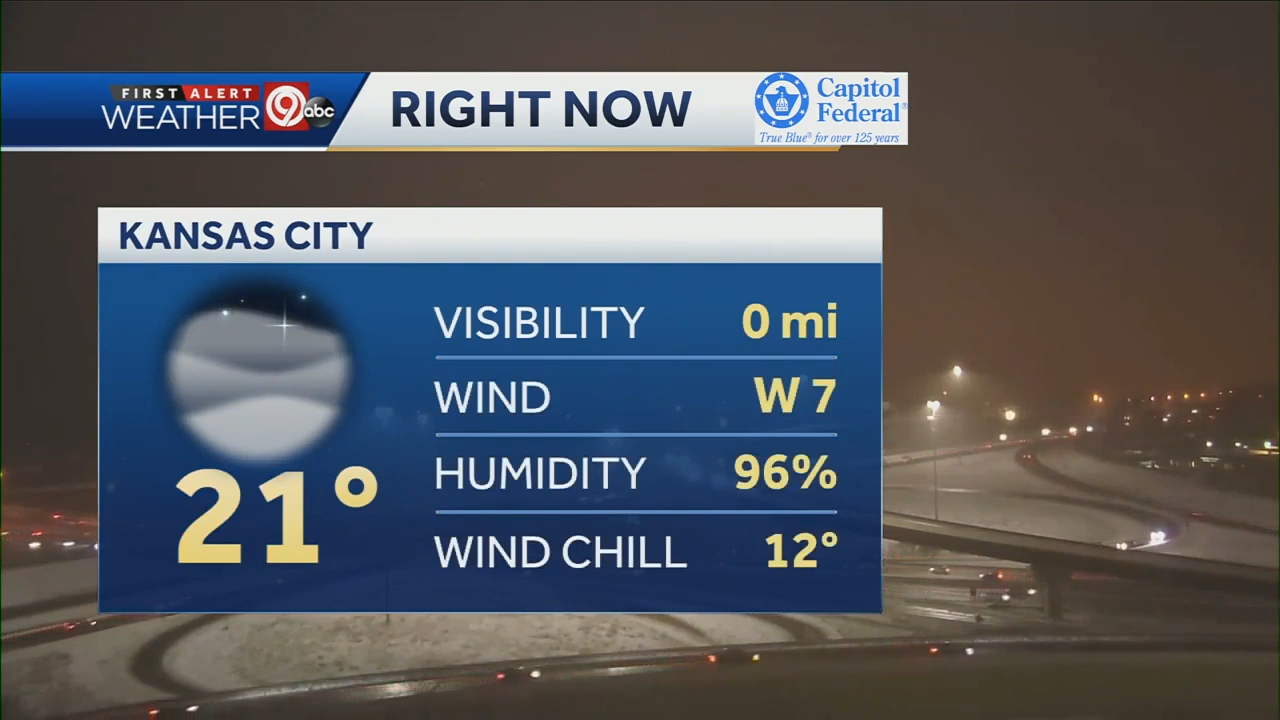 FIRST ALERT
WEATHER 9 abc
RIGHT NOW
Capitol
Federal®
True Blue® for over 125 years
KANSAS CITY
21°
VISIBILITY 0 mi
WIND W 7
HUMIDITY 96%
WIND CHILL 12°